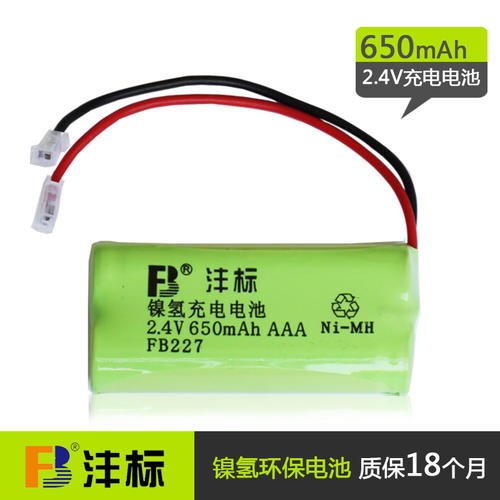 650mAh
2.4V充电电池
FB® 沣标
镍氢充电电池
2.4V 650mAh AAA
FB227
Ni-MH
FB 沣标
镍氢环保电池 质保18个月